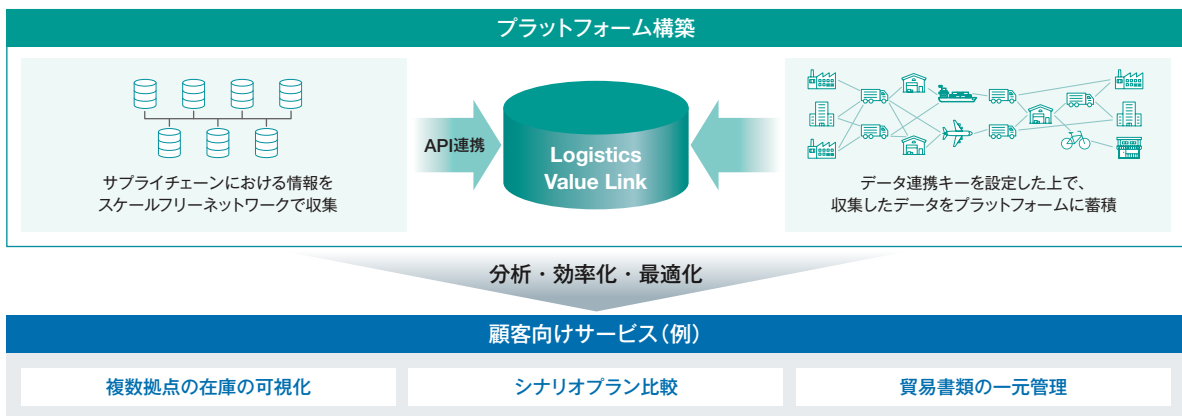 プラットフォーム構築
サプライチェーンにおける情報を
スケールフリーネットワークで収集
API連携
Logistics
Value Link
データ連携キーを設定した上で、
収集したデータをプラットフォームに蓄積
分析・効率化・最適化
顧客向けサービス（例）
複数拠点の在庫の可視化
シナリオプラン比較
貿易書類の一元管理